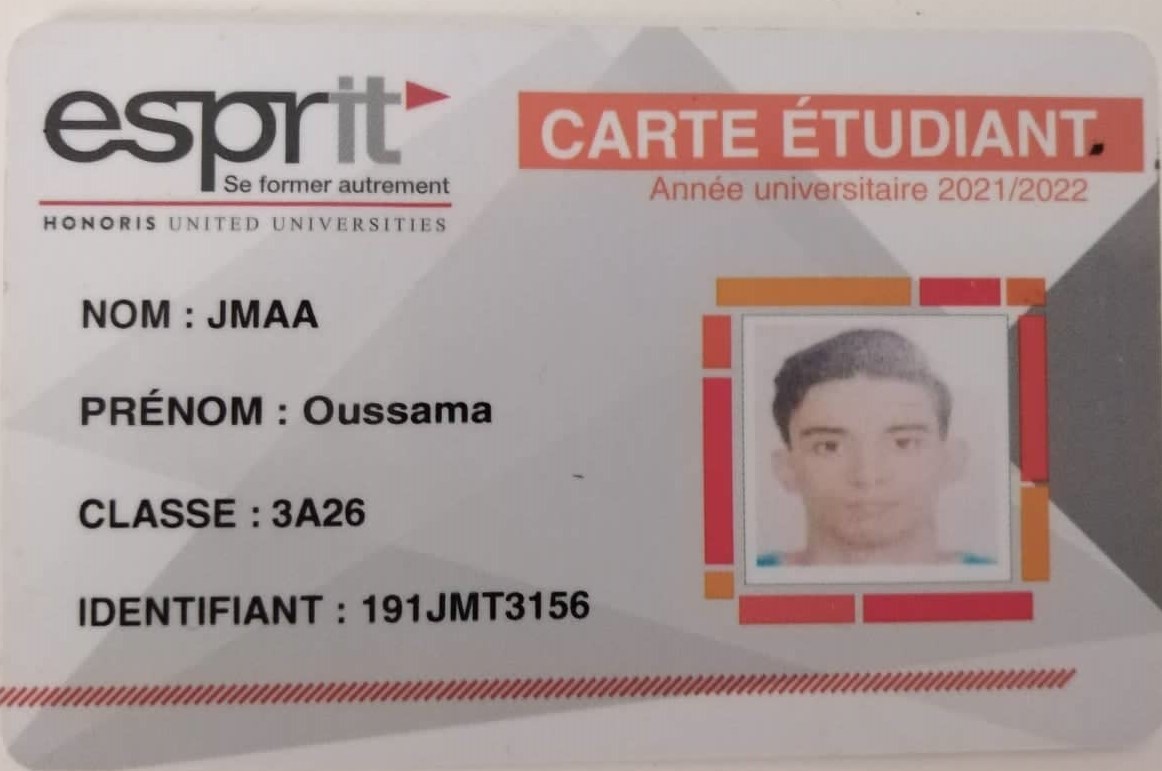 esprit
Se former autrement
HONORIS UNITED UNIVERSITIES
CARTE ÉTUDIANT
Année universitaire 2021/2022
NOM : JMAA
PRÉNOM : Oussama
CLASSE : 3A26
IDENTIFIANT : 191JMT3156